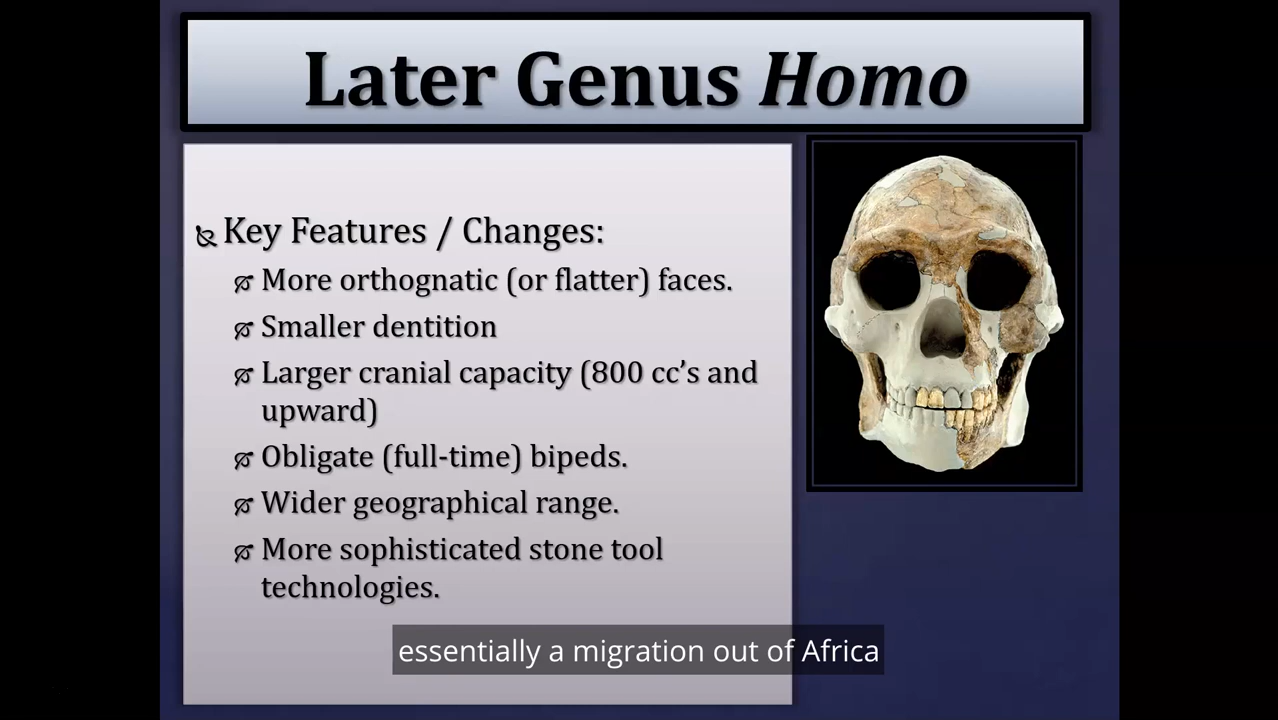 Later Genus Homo
Key Features / Changes:
More orthognatic (or flatter) faces.
Smaller dentition
Larger cranial capacity (800 cc’s and
upward)
Obligate (full-time) bipeds.
Wider geographical range.
More sophisticated stone tool
technologies.
essentially a migration out of Africa